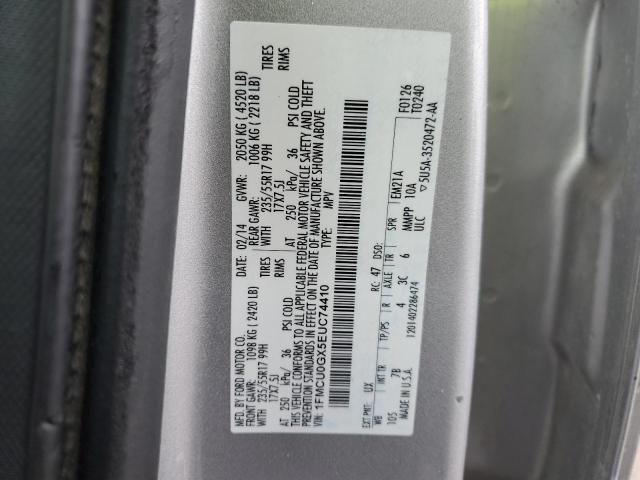 MFD. BY FORD MOTOR CO.
DATE: 02/14 GVWR: 2050 KG ( 4520 LB)
FRONT GAWR: 1098 KG ( 2420 LB) REAR GAWR: 1006 KG ( 2218 LB)
WITH 235/55R17 99H TIRES WITH 235/55R17 99H TIRES
17X7.5J RIMS 17X7.5J RIMS
AT 250 kPa/ 36 PSI COLD AT 250 kPa/ 36 PSI COLD
THIS VEHICLE CONFORMS TO ALL APPLICABLE FEDERAL MOTOR VEHICLE SAFETY AND THEFT
PREVENTION STANDARDS IN EFFECT ON THE DATE OF MANUFACTURE SHOWN ABOVE.
VIN: 1FMCU0GX5EUC74410 TYPE: MPV
EXT PNT: UX RC: 47 DSO: F0126
WB INT TR TP/PS R AXLE TR SPR EM21A T0240
105 7B 4 3C 6 MMPP 10A
MADE IN U.S.A. ULC ▽5U5A-3520472-AA
1201402286474